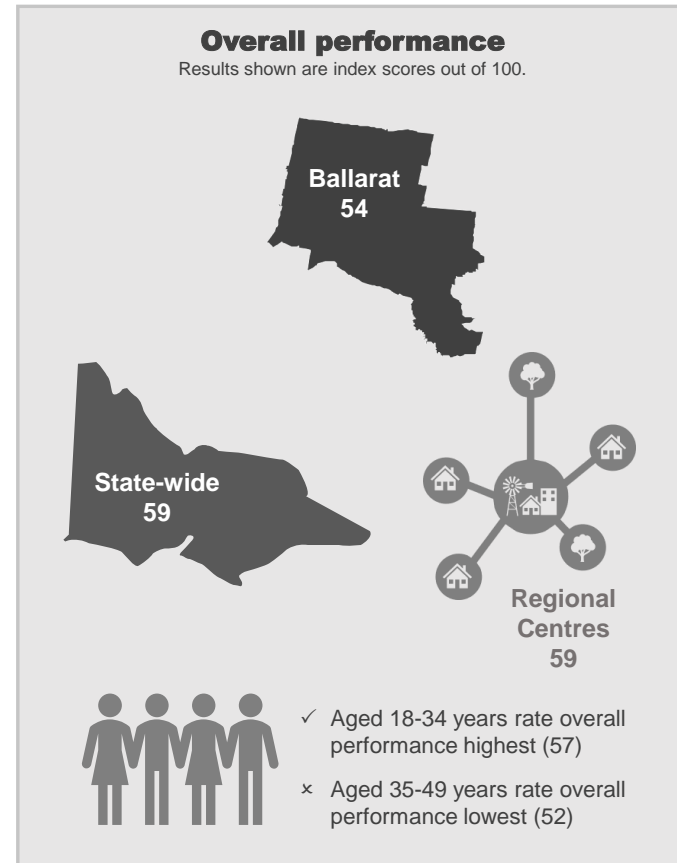 Overall performance
Results shown are index scores out of 100.
Ballarat
54
State-wide
59
Regional
Centres
59
✓ Aged 18-34 years rate overall
performance highest (57)
× Aged 35-49 years rate overall
performance lowest (52)